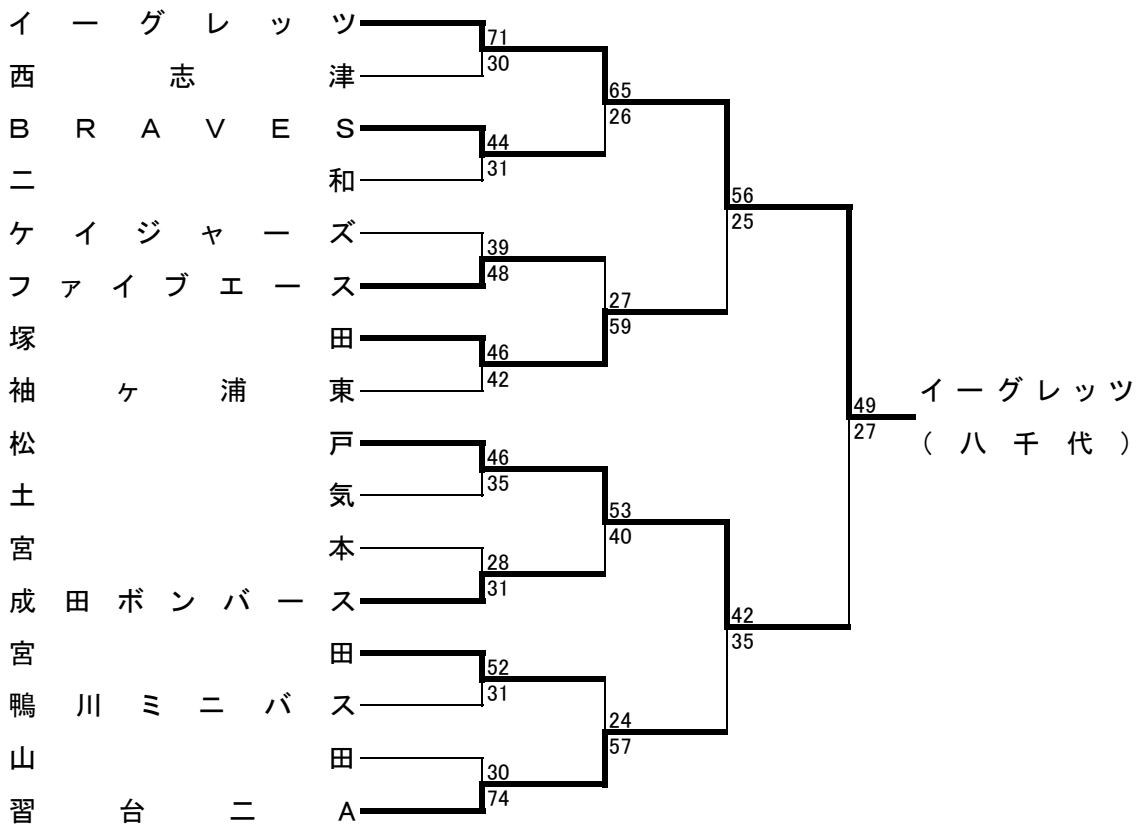 イーグレッツ
71
30
西志津
65
26
BRAVES
44
31
二和
56
25
ケイジャーズ
39
48
ファイブエース
27
59
塚田
46
42
袖ヶ浦東
49
27
イーグレッツ
(八千代)
松戸
46
35
土気
53
40
宮本
28
31
成田ボンバース
42
35
宮田
52
31
鴨川ミニバス
24
57
山田
30
74
習台二A